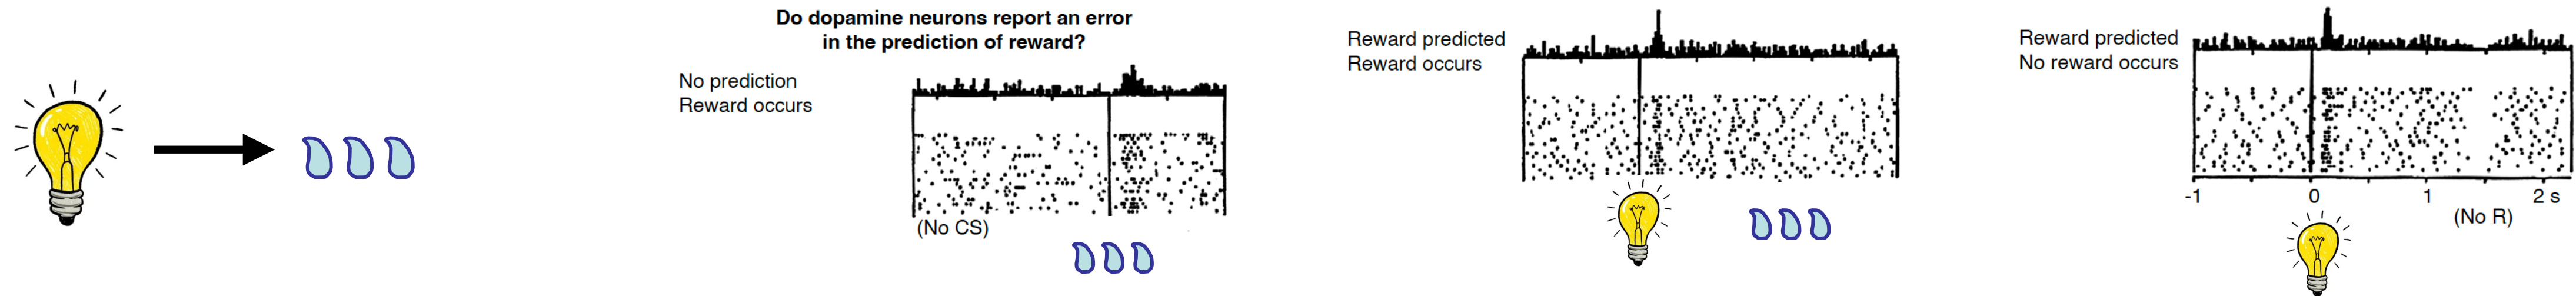 Do dopamine neurons report an error
in the prediction of reward?
No prediction
Reward occurs
(No CS)
Reward predicted
Reward occurs
Reward predicted
No reward occurs
-1 0 1 2 s
(No R)